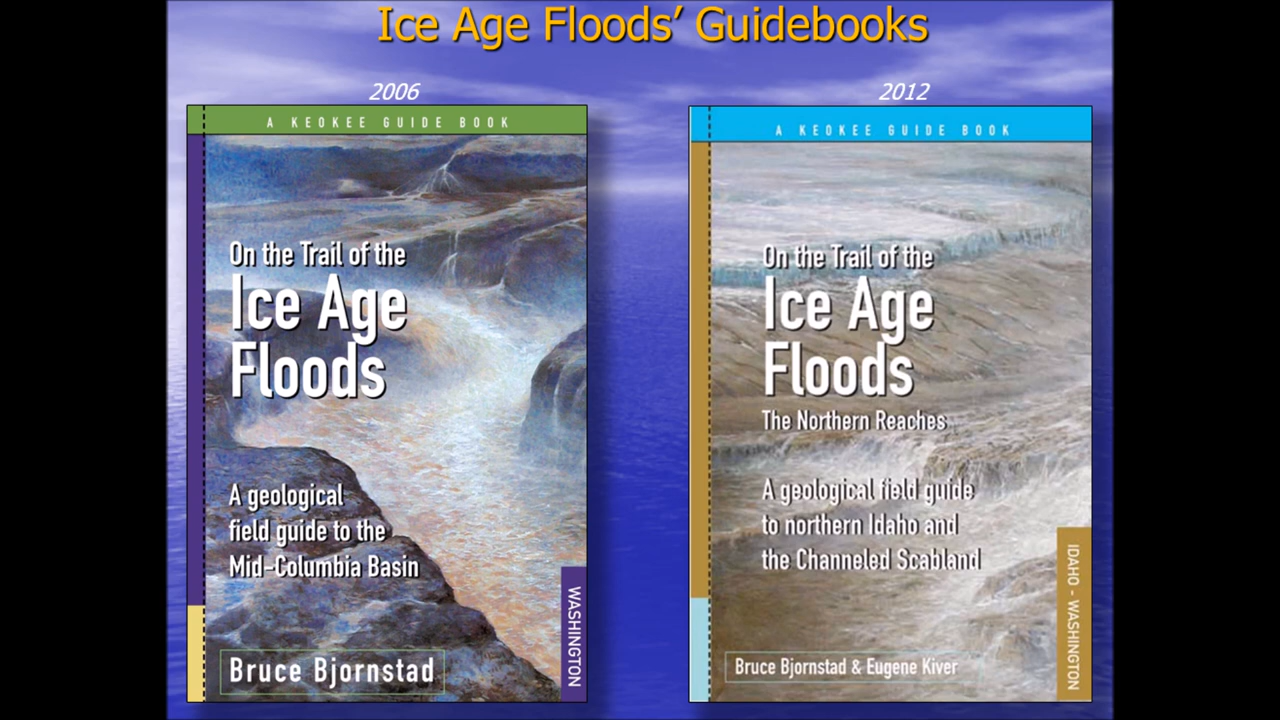 Ice Age Floods’ Guidebooks
2006
A KEOKEE GUIDE BOOK
On the Trail of the
Ice Age
Floods
A geological
field guide to the
Mid-Columbia Basin
WASHINGTON
Bruce Bjornstad
2012
A KEOKEE GUIDE BOOK
On the Trail of the
Ice Age
Floods
The Northern Reaches
A geological field guide
to northern Idaho and
the Channeled Scabland
IDAHO - WASHINGTON
Bruce Bjornstad & Eugene Kiver